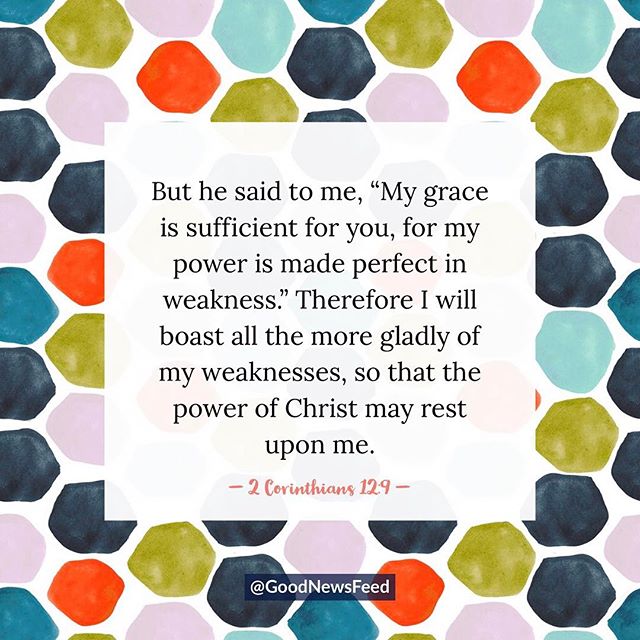 But he said to me, “My grace
is sufficient for you, for my
power is made perfect in
weakness.” Therefore I will
boast all the more gladly of
my weaknesses, so that the
power of Christ may rest
upon me.
— 2 Corinthians 12:9 —
@GoodNewsFeed